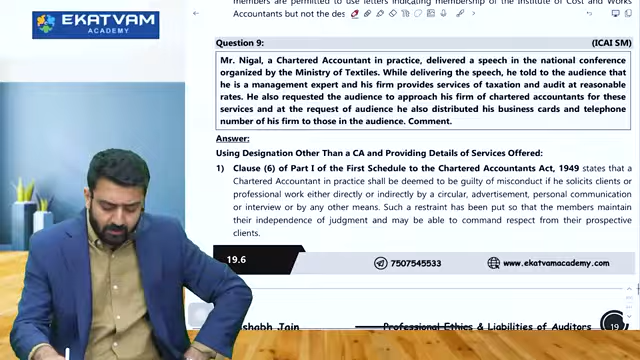 members are permitted to use letters indicating membership of the Institute of Cost and Works
Accountants but not the des
EKATVAM
ACADEMY
Question 9:
(ICAI SM)
Mr. Nigal, a Chartered Accountant in practice, delivered a speech in the national conference
organized by the Ministry of Textiles. While delivering the speech, he told to the audience that
he is a management expert and his firm provides services of taxation and audit at reasonable
rates. He also requested the audience to approach his firm of chartered accountants for these
services and at the request of audience he also distributed his business cards and telephone
number of his firm to those in the audience. Comment.
Answer:
Using Designation Other Than a CA and Providing Details of Services Offered:
1) Clause (6) of Part I of the First Schedule to the Chartered Accountants Act, 1949 states that a
Chartered Accountant in practice shall be deemed to be guilty of misconduct if he solicits clients or
professional work either directly or indirectly by a circular, advertisement, personal communication
or interview or by any other means. Such a restraint has been put so that the members maintain
their independence of judgment and may be able to command respect from their prospective
clients.
19.6
7507545533
www.ekatvamacademy.com
Jain
Professional Ethics & Liabilities of Auditors
19